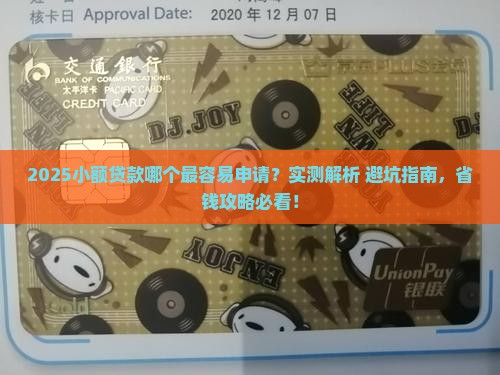 核卡日 Approval Date: 2020 年 12 月 07 日
交通銀行
BANK OF COMMUNICATIONS
太平洋卡 PACIFIC CARD
CREDIT CARD
LIFE
DJ.JOY
2025小额贷款哪个最容易申请？实测解析 避坑指南，省
钱攻略必看！
ENJOY
UnionPay
银联